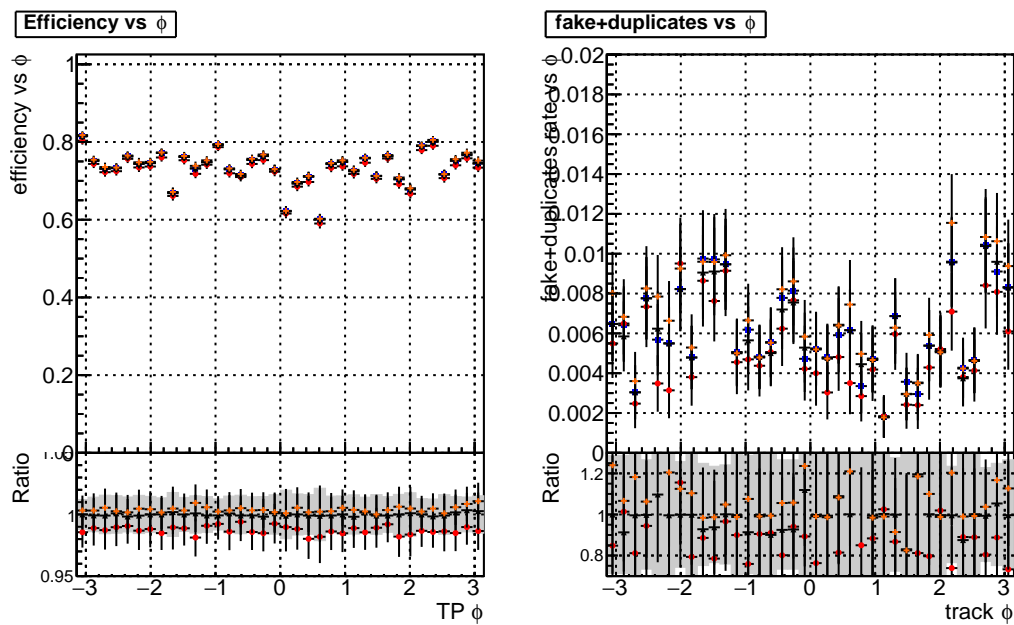 Efficiency vs ϕ
efficiency vs ϕ
1
0.8
0.6
0.4
0.2
0
Ratio
1
0.95
−3 −2 −1 0 1 2 3
TP ϕ
fake+duplicates vs ϕ
fake+duplicates rate vs ϕ
0.02
0.018
0.016
0.014
0.012
0.01
0.008
0.006
0.004
0.002
0
Ratio
1.2
1
0.8
−3 −2 −1 0 1 2 3
track ϕ